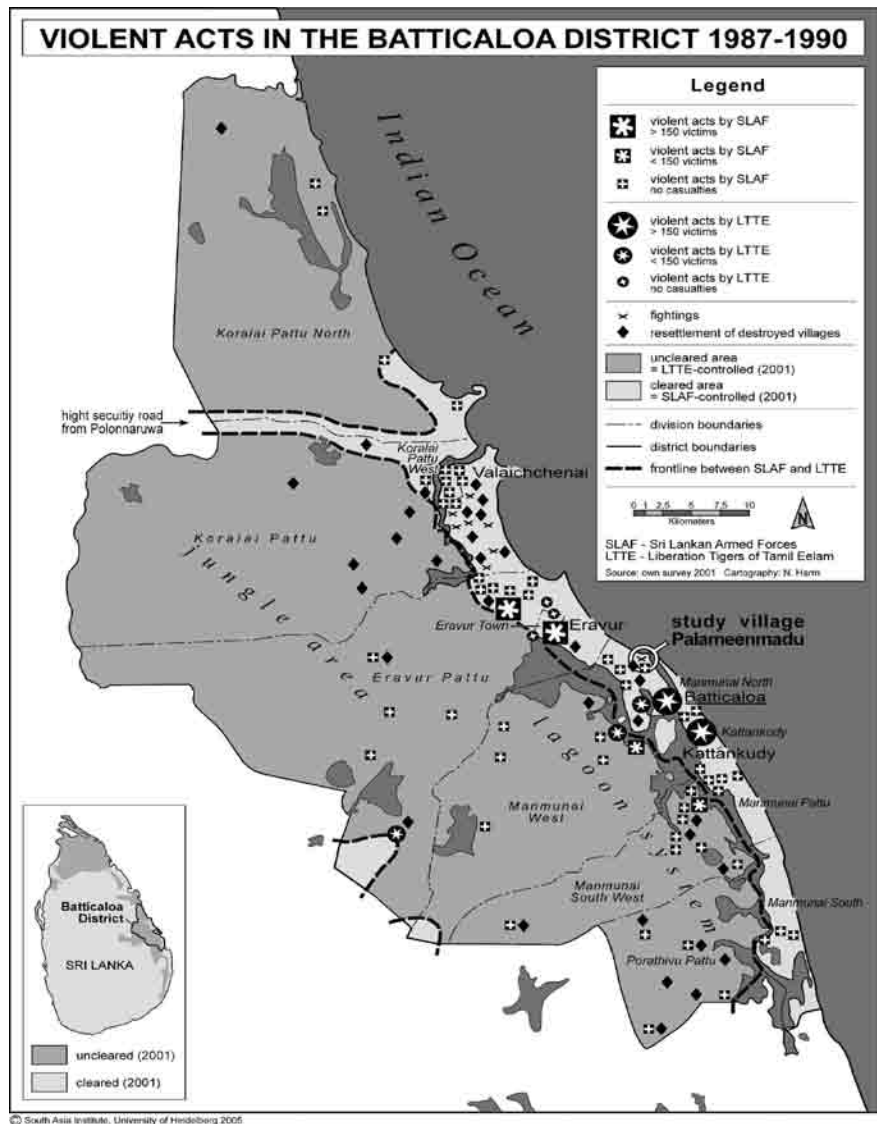 VIOLENT ACTS IN THE BATTICALOA DISTRICT 1987-1990
Legend
violent acts by SLAF
> 150 victims
violent acts by SLAF
< 150 victims
violent acts by SLAF
no casualties
violent acts by LTTE
> 150 victims
violent acts by LTTE
< 150 victims
violent acts by LTTE
no casualties
fightings
resettlement of destroyed villages
uncleared area
= LTTE-controlled (2001)
cleared area
= SLAF-controlled (2001)
division boundaries
district boundaries
frontline between SLAF and LTTE
0 1 2,5 5 7,5 10
Kilometers
N
SLAF - Sri Lankan Armed Forces
LTTE - Liberation Tigers of Tamil Eelam
Source: own survey 2001 Cartography: N. Harm
Indian Ocean
Koralai Pattu North
hight secuitiy road
from Polonnaruwa
Koralai
Pattu
West
Valaichchenai
Koralai Pattu
jungle area
Eravur Town
Eravur
study village
Palameenmadu
Eravur Pattu
Manmunai North
Batticaloa
Kattankudy
Kattankudy
lagoon system
Manmunai
West
Manmunai Pattu
Manmunai
South West
Manmunai South
Porathivu Pattu
Batticaloa
District
SRI LANKA
uncleared (2001)
cleared (2001)
© South Asia Institute, University of Heidelberg 2005